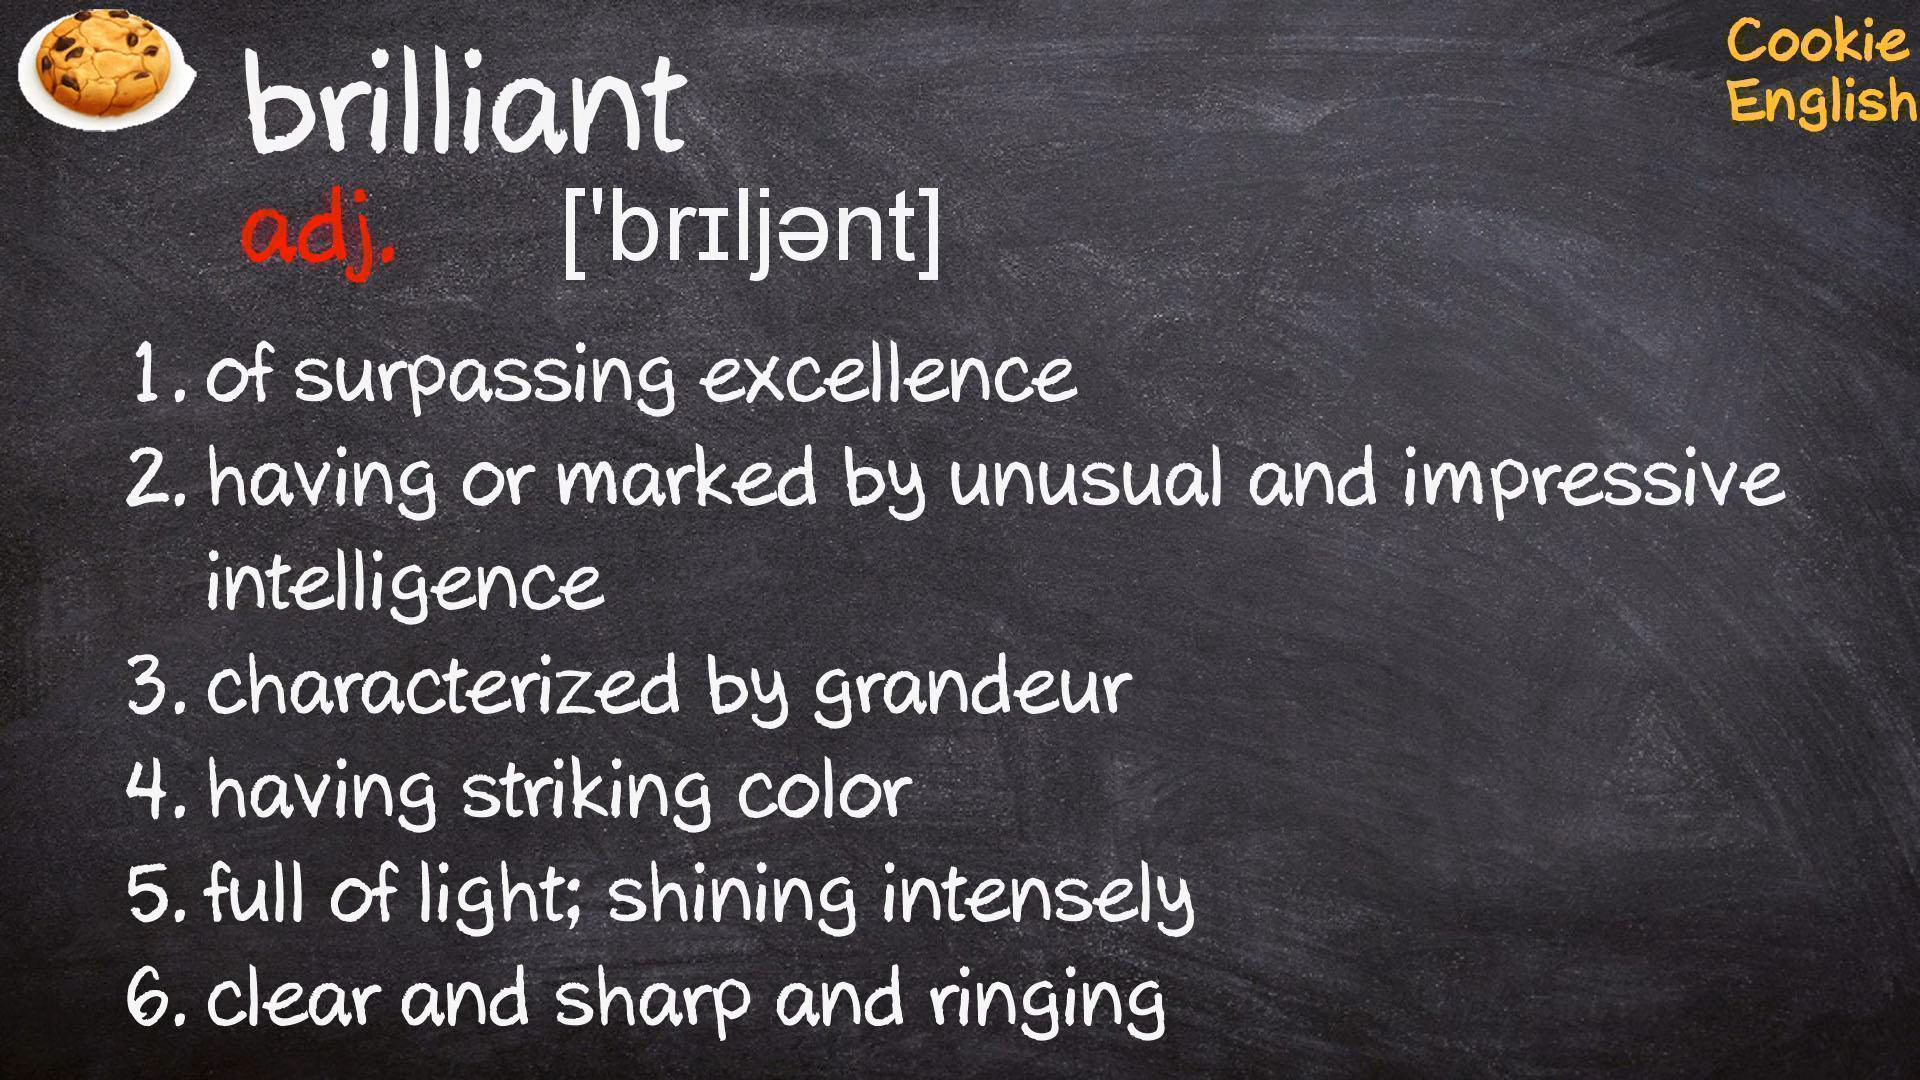 Cookie
English
brilliant
adj. ['brɪljənt]
1. of surpassing excellence
2. having or marked by unusual and impressive
intelligence
3. characterized by grandeur
4. having striking color
5. full of light; shining intensely
6. clear and sharp and ringing